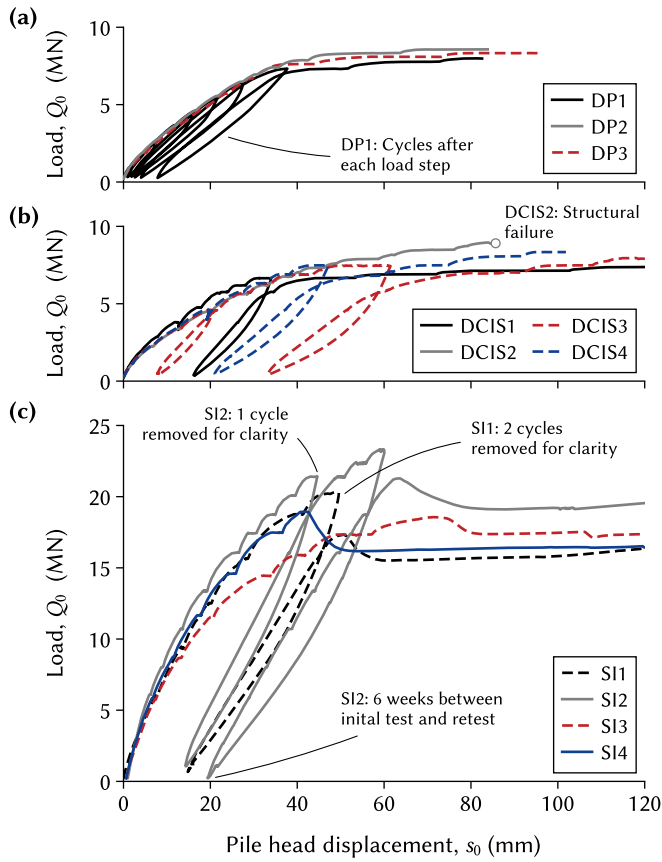 (a)
10
5
0
Load, Q0 (MN)
DP1: Cycles after
each load step
DP1
DP2
DP3
(b)
10
5
0
Load, Q0 (MN)
DCIS2: Structural
failure
DCIS1
DCIS2
DCIS3
DCIS4
(c)
25
20
15
10
5
0
Load, Q0 (MN)
SI2: 1 cycle
removed for clarity
SI1: 2 cycles
removed for clarity
SI2: 6 weeks between
inital test and retest
SI1
SI2
SI3
SI4
0 20 40 60 80 100 120
Pile head displacement, s0 (mm)